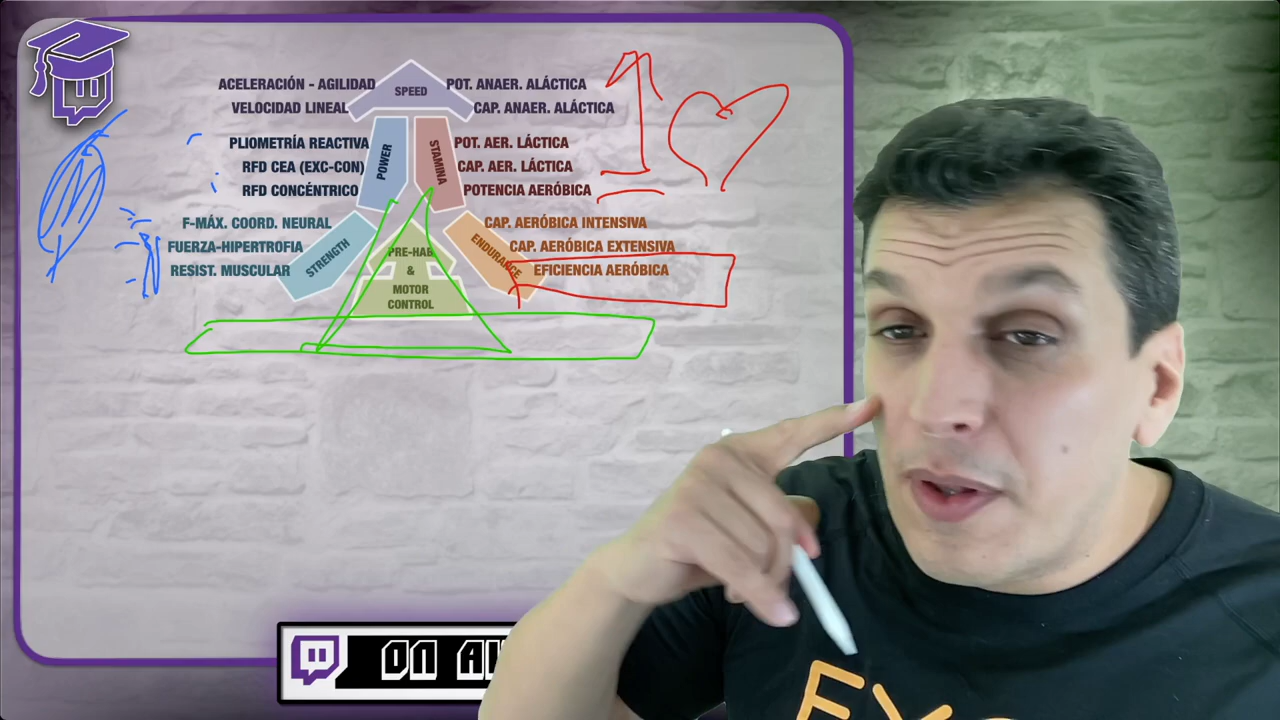 ACELERACIÓN - AGILIDAD
SPEED
POT. ANAER. ALÁCTICA
VELOCIDAD LINEAL
CAP. ANAER. ALÁCTICA
PLIOMETRÍA REACTIVA
POWER
STAMINA
POT. AER. LÁCTICA
RFD CEA (EXC-CON)
CAP. AER. LÁCTICA
RFD CONCÉNTRICO
POTENCIA AERÓBICA
F-MÁX. COORD. NEURAL
CAP. AERÓBICA INTENSIVA
FUERZA-HIPERTROFIA
STRENGTH
PRE-HAB
&
MOTOR
CONTROL
ENDURANCE
CAP. AERÓBICA EXTENSIVA
RESIST. MUSCULAR
EFICIENCIA AERÓBICA
ON